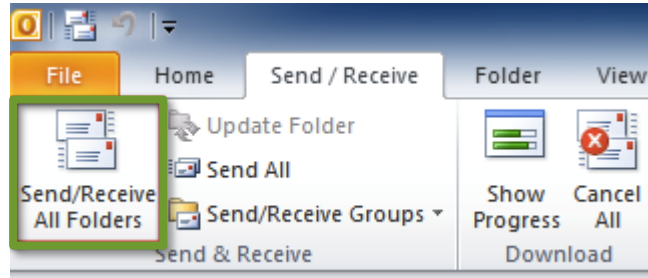 File Home Send / Receive Folder View
Send/Receive
All Folders
Update Folder
Send All
Send/Receive Groups
Send & Receive
Show
Progress
Cancel
All
Download